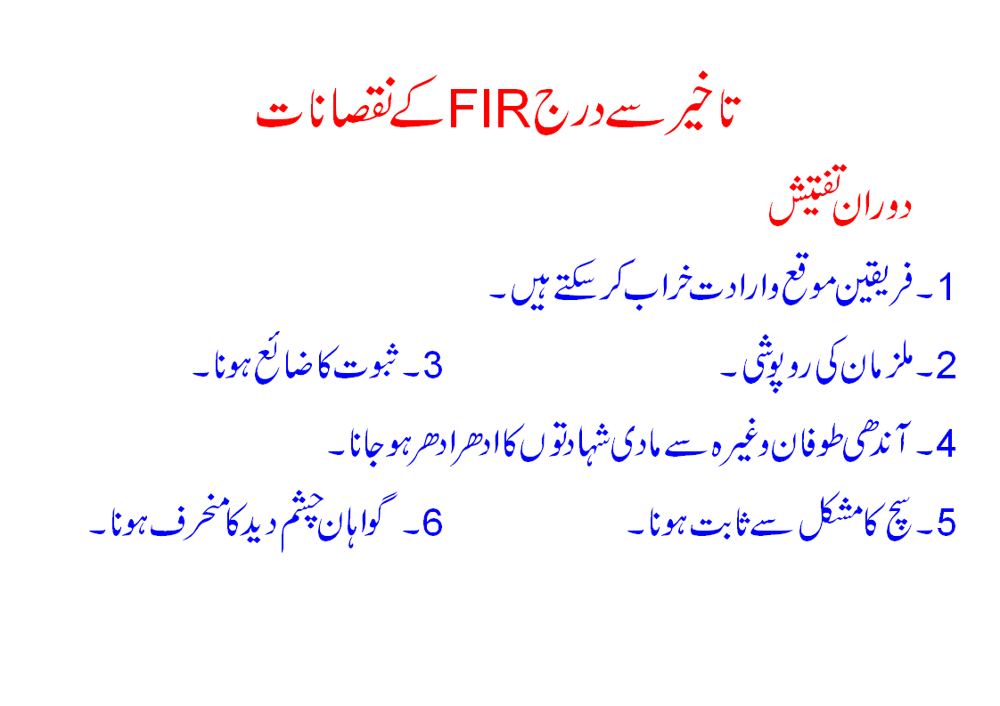 تاخیر سے درج FIR کے نقصانات
دوران تفتیش
1۔ فریقین موقع وارادت خراب کر سکتے ہیں۔
2۔ ملزمان کی روپوشی۔ 3۔ ثبوت کا ضائع ہونا۔
4۔ آندھی طوفان وغیرہ سے مادی شہادتوں کا ادھر ادھر ہو جانا۔
5۔ سچ کا مشکل سے ثابت ہونا۔ 6۔ گواہان چشم دید کا منحرف ہونا۔